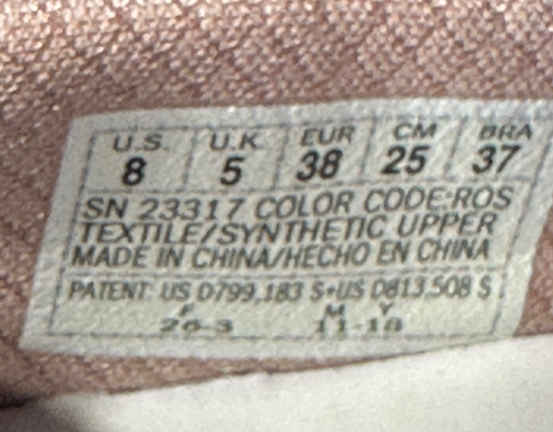 U.S. U.K. EUR CM BRA
8 5 38 25 37
SN 23317 COLOR CODE:ROS
TEXTILE/SYNTHETIC UPPER
MADE IN CHINA/HECHO EN CHINA
PATENT: US D799,183 S•US D813,508 S
F M Y
20-3 11-18